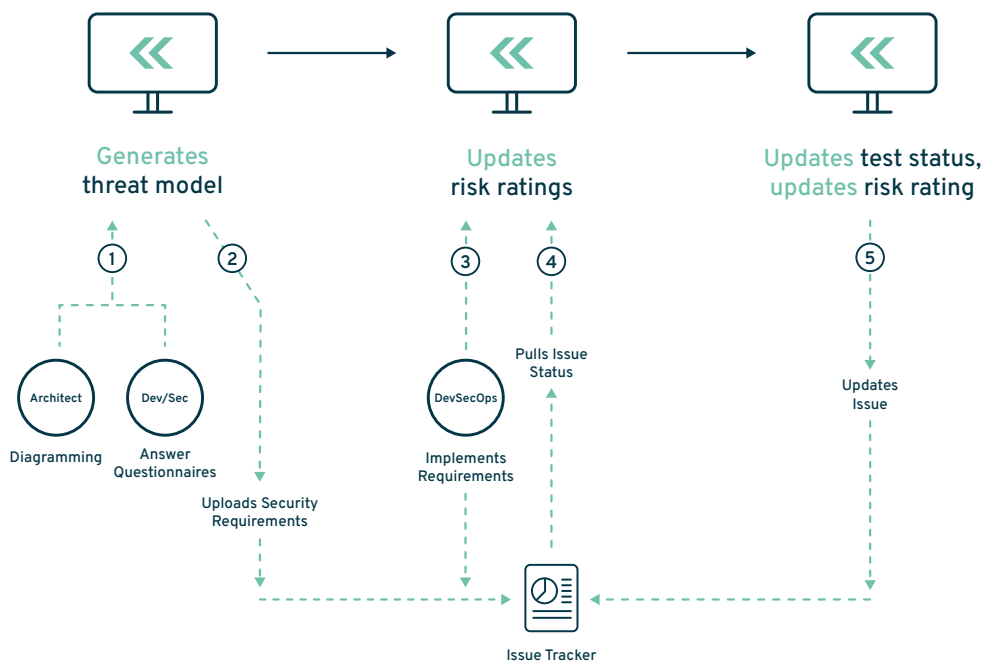 Generates
threat model
Updates
risk ratings
Updates test status,
updates risk rating
1
2
3
4
5
Architect
Dev/Sec
Diagramming
Answer
Questionnaires
Uploads Security
Requirements
DevSecOps
Implements
Requirements
Pulls Issue
Status
Updates
Issue
Issue Tracker